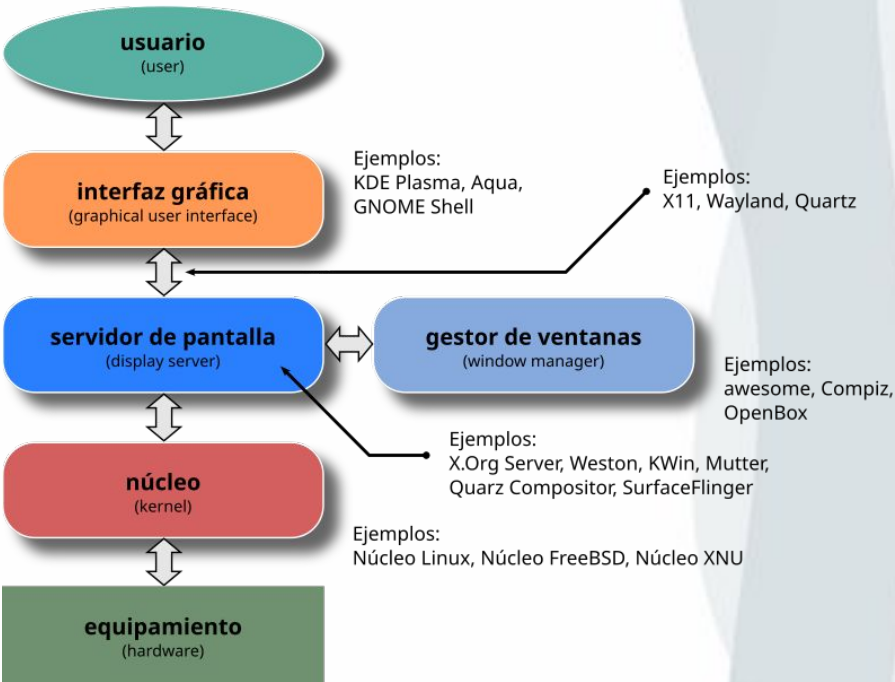 usuario
(user)
interfaz gráfica
(graphical user interface)
Ejemplos:
KDE Plasma, Aqua,
GNOME Shell
Ejemplos:
X11, Wayland, Quartz
servidor de pantalla
(display server)
gestor de ventanas
(window manager)
Ejemplos:
awesome, Compiz,
OpenBox
Ejemplos:
X.Org Server, Weston, KWin, Mutter,
Quarz Compositor, SurfaceFlinger
núcleo
(kernel)
Ejemplos:
Núcleo Linux, Núcleo FreeBSD, Núcleo XNU
equipamiento
(hardware)